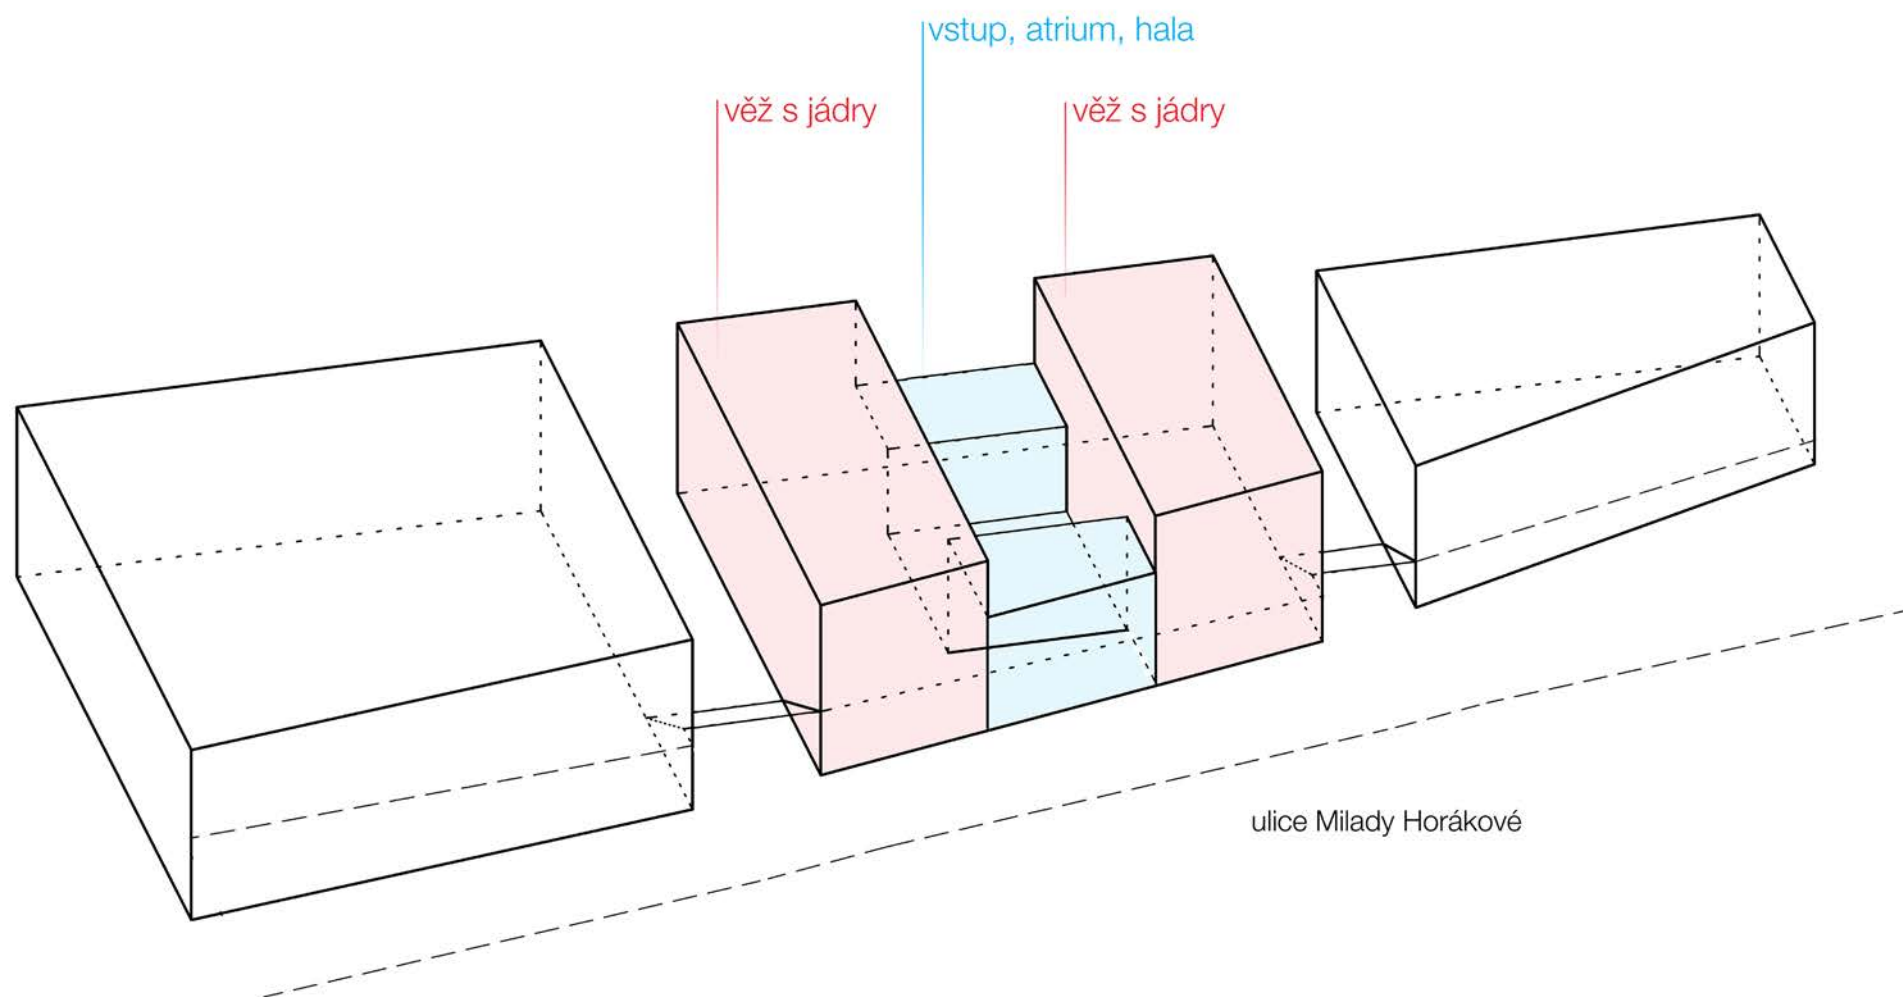 vstup, atrium, hala
věž s jádry
věž s jádry
ulice Milady Horákové